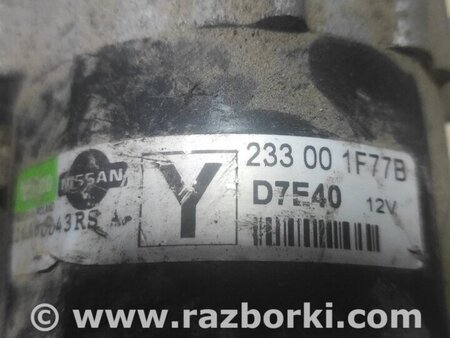 NISSAN
Y
233 00 1F77B
D7E40 12V
© www.razborki.com